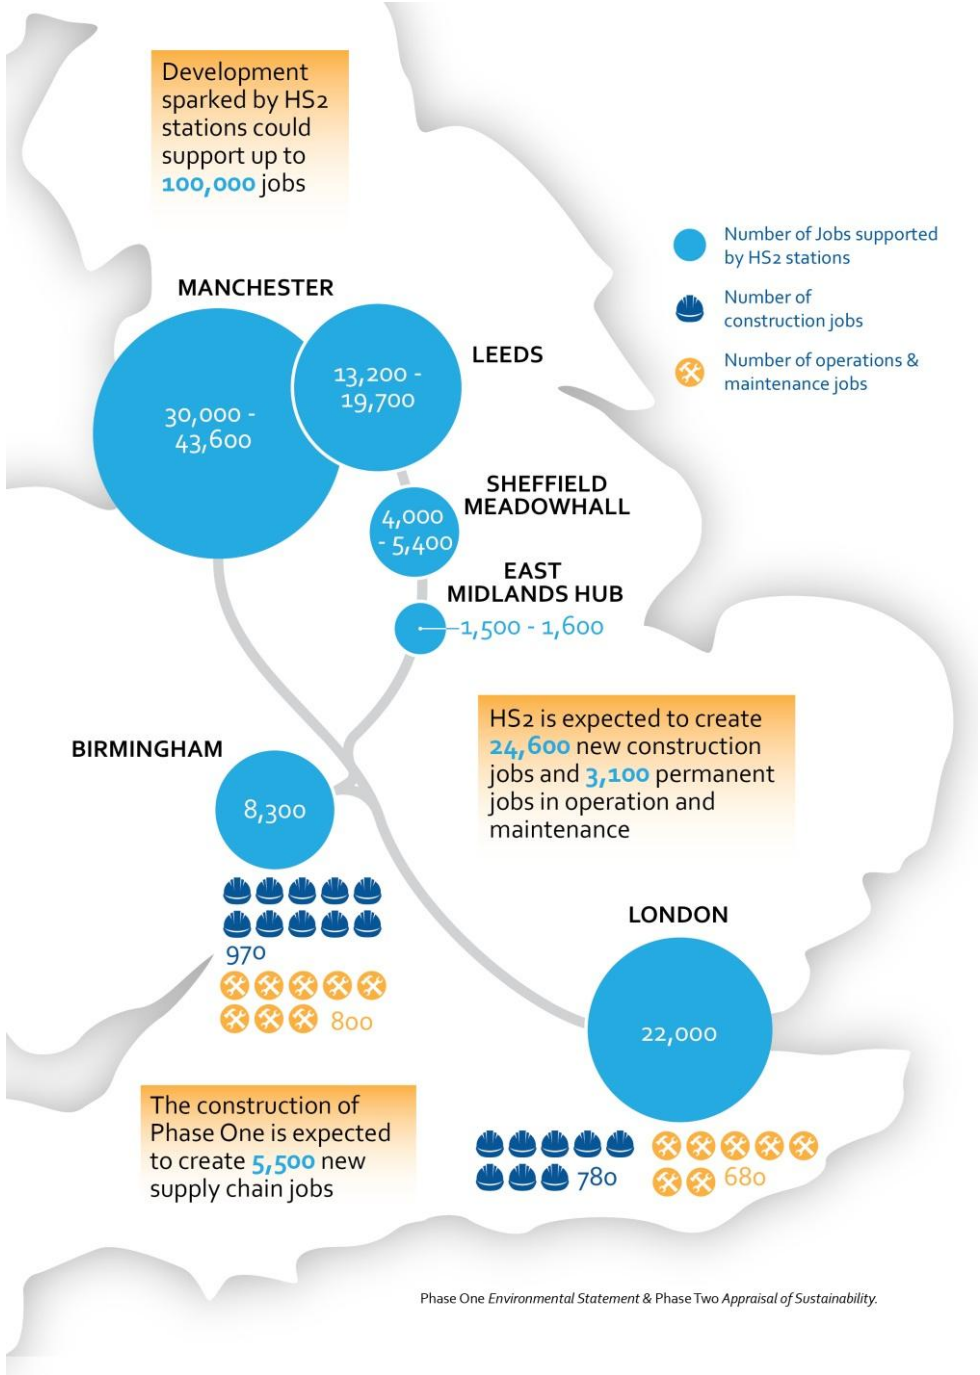 Development
sparked by HS2
stations could
support up to
100,000 jobs
Number of Jobs supported
by HS2 stations
Number of
construction jobs
Number of operations &
maintenance jobs
MANCHESTER
30,000 -
43,600
LEEDS
13,200 -
19,700
SHEFFIELD
MEADOWHALL
4,000
- 5,400
EAST
MIDLANDS HUB
1,500 - 1,600
HS2 is expected to create
24,600 new construction
jobs and 3,100 permanent
jobs in operation and
maintenance
BIRMINGHAM
8,300
970
800
LONDON
22,000
780
680
The construction of
Phase One is expected
to create 5,500 new
supply chain jobs
Phase One Environmental Statement & Phase Two Appraisal of Sustainability.